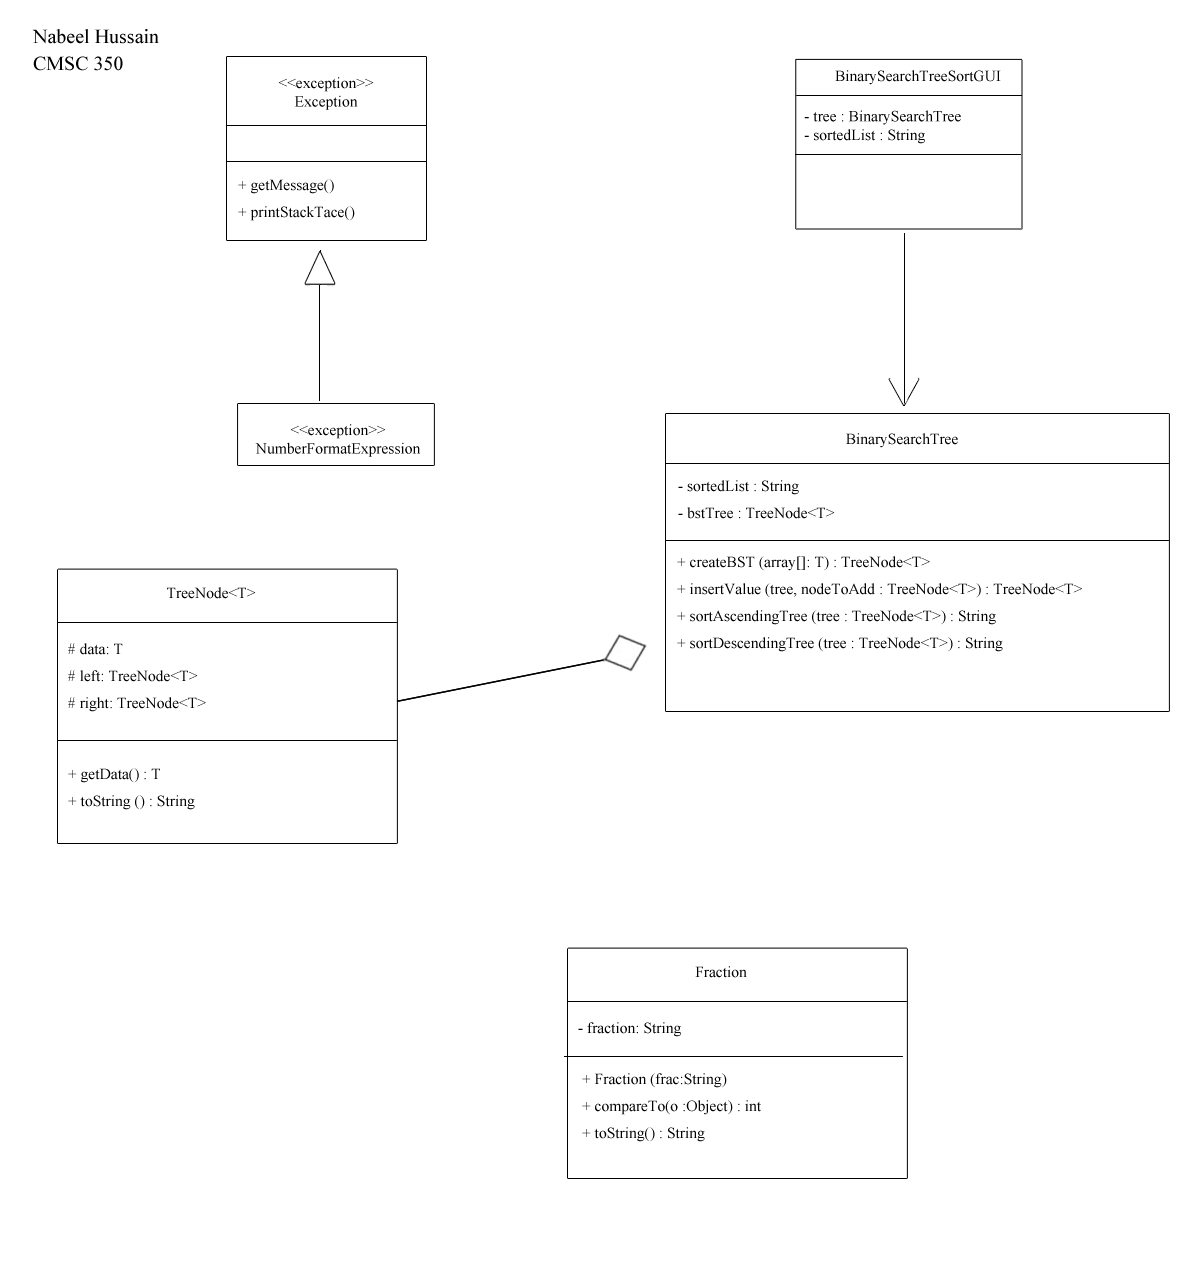 Nabeel Hussain
CMSC 350
<<exception>>
Exception
+ getMessage()
+ printStackTace()
<<exception>>
NumberFormatExpression
BinarySearchTreeSortGUI
- tree : BinarySearchTree
- sortedList : String
BinarySearchTree
- sortedList : String
- bstTree : TreeNode<T>
+ createBST (array[]: T) : TreeNode<T>
+ insertValue (tree, nodeToAdd : TreeNode<T>) : TreeNode<T>
+ sortAscendingTree (tree : TreeNode<T>) : String
+ sortDescendingTree (tree : TreeNode<T>) : String
TreeNode<T>
# data: T
# left: TreeNode<T>
# right: TreeNode<T>
+ getData() : T
+ toString () : String
Fraction
- fraction: String
+ Fraction (frac:String)
+ compareTo(o :Object) : int
+ toString() : String